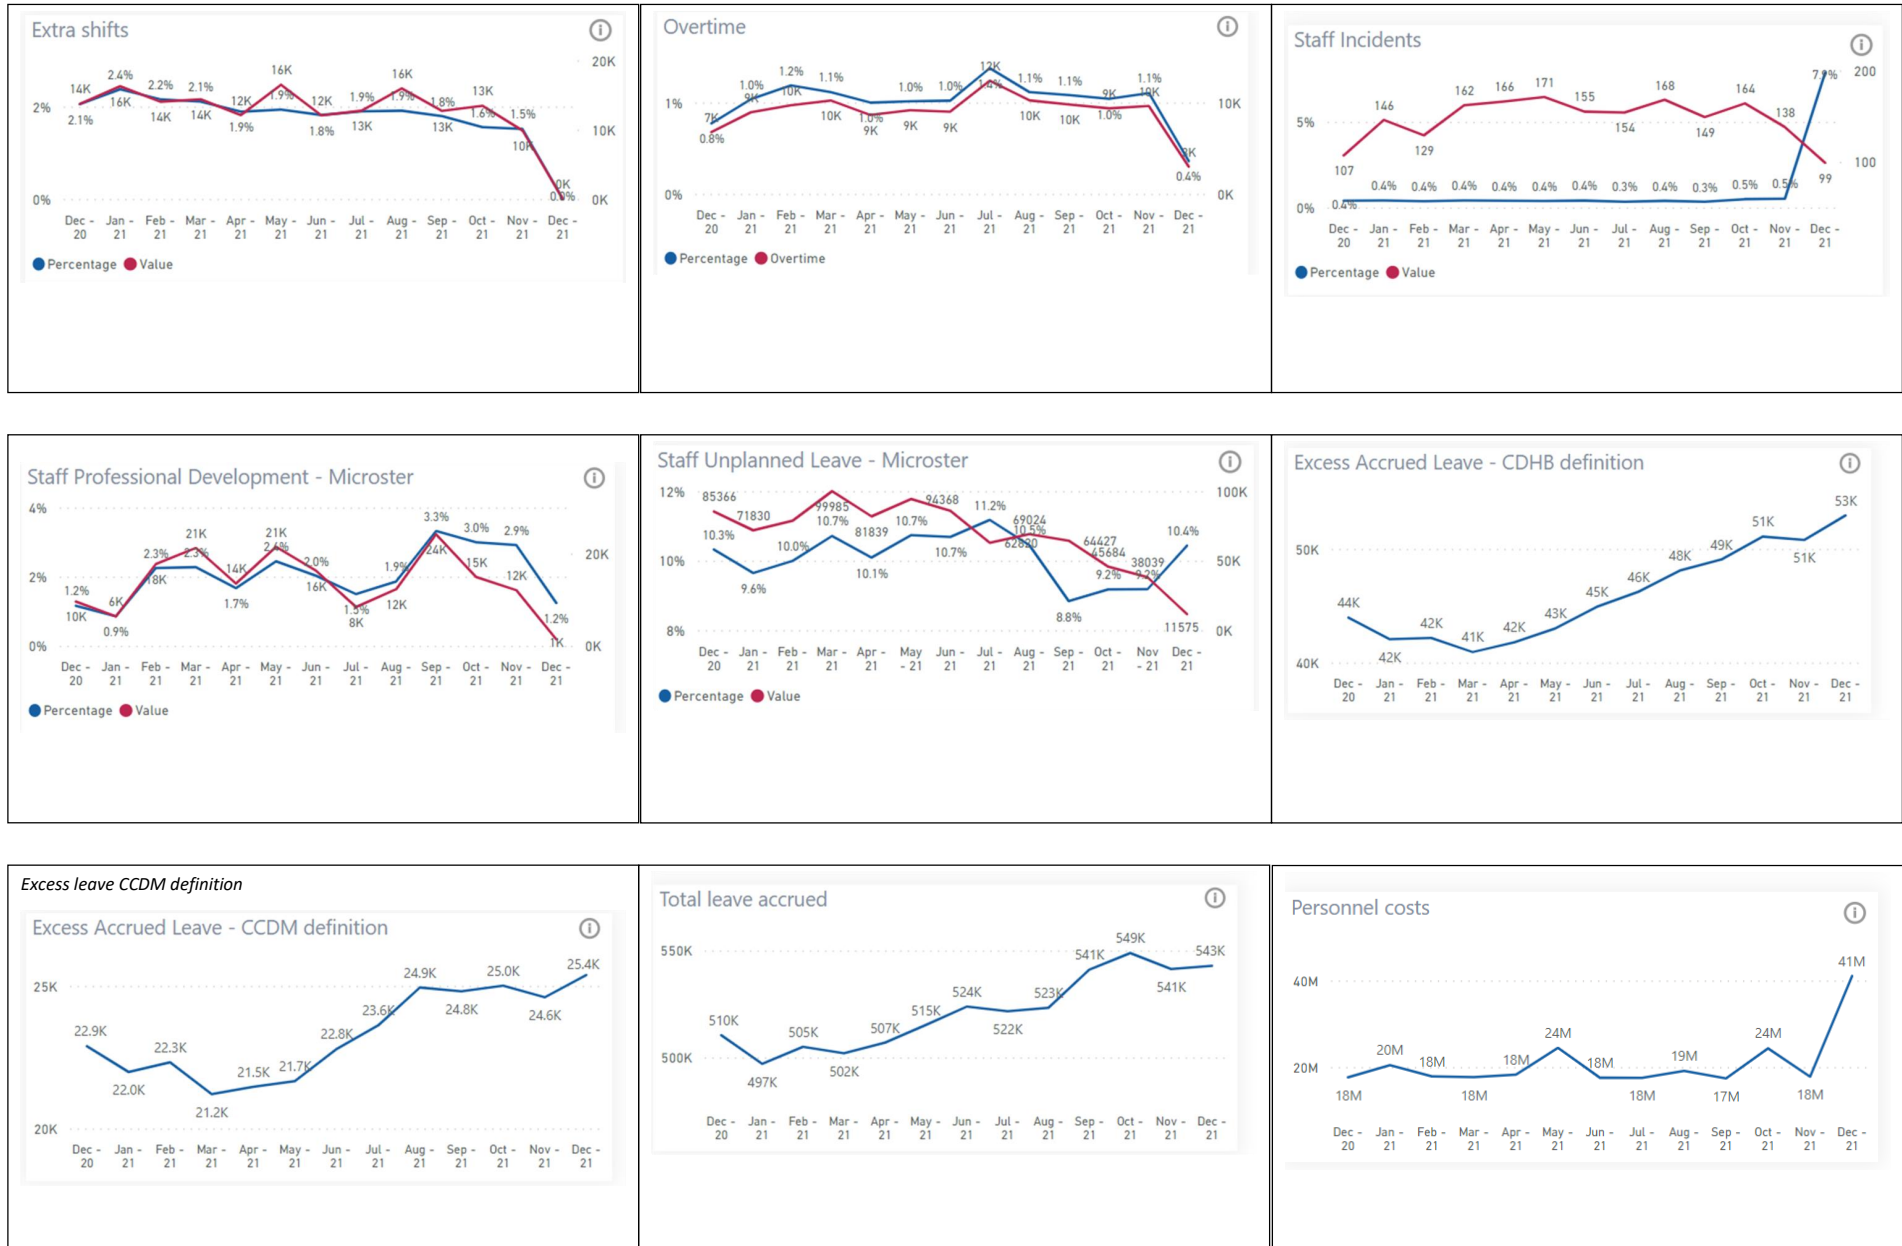 Extra shifts
20K
10K
0K
2%
0%
14K
2.4%
2.2%
2.1%
12K
16K
1.9%
12K
1.9%
16K
1.9%
1.8%
13K
1.6%
1.5%
0K
2.1%
16K
14K
14K
1.9%
1.8%
13K
13K
10K
0.0%
Dec - 20 Jan - 21 Feb - 21 Mar - 21 Apr - 21 May - 21 Jun - 21 Jul - 21 Aug - 21 Sep - 21 Oct - 21 Nov - 21 Dec - 21
Percentage Value
Overtime
1%
0%
10K
0K
7K
0.8%
1.0%
9K
1.2%
10K
1.1%
10K
1.0%
9K
1.0%
9K
1.0%
9K
12K
1.4%
1.1%
10K
1.1%
10K
9K
1.0%
1.1%
10K
3K
0.4%
Dec - 20 Jan - 21 Feb - 21 Mar - 21 Apr - 21 May - 21 Jun - 21 Jul - 21 Aug - 21 Sep - 21 Oct - 21 Nov - 21 Dec - 21
Percentage Overtime
Staff Incidents
5%
0%
200
100
107
146
129
162
166
171
155
154
168
149
164
138
99
0.4%
0.4%
0.4%
0.4%
0.4%
0.4%
0.4%
0.3%
0.4%
0.3%
0.5%
0.5%
7.9%
Dec - 20 Jan - 21 Feb - 21 Mar - 21 Apr - 21 May - 21 Jun - 21 Jul - 21 Aug - 21 Sep - 21 Oct - 21 Nov - 21 Dec - 21
Percentage Value
Staff Professional Development - Microster
4%
2%
0%
20K
0K
1.2%
10K
6K
0.9%
2.3%
18K
21K
2.3%
14K
1.7%
21K
2.4%
2.0%
16K
1.5%
8K
1.9%
12K
3.3%
24K
3.0%
15K
2.9%
12K
1.2%
1K
Dec - 20 Jan - 21 Feb - 21 Mar - 21 Apr - 21 May - 21 Jun - 21 Jul - 21 Aug - 21 Sep - 21 Oct - 21 Nov - 21 Dec - 21
Percentage Value
Staff Unplanned Leave - Microster
12%
10%
8%
100K
50K
0K
85366
10.3%
71830
9.6%
10.0%
99985
10.7%
81839
10.1%
10.7%
94368
10.7%
11.2%
62820
69024
10.5%
64427
8.8%
45684
9.2%
38039
9.2%
10.4%
11575
Dec - 20 Jan - 21 Feb - 21 Mar - 21 Apr - 21 May - 21 Jun - 21 Jul - 21 Aug - 21 Sep - 21 Oct - 21 Nov - 21 Dec - 21
Percentage Value
Excess Accrued Leave - CDHB definition
50K
40K
44K
42K
42K
41K
42K
43K
45K
46K
48K
49K
51K
51K
53K
Dec - 20 Jan - 21 Feb - 21 Mar - 21 Apr - 21 May - 21 Jun - 21 Jul - 21 Aug - 21 Sep - 21 Oct - 21 Nov - 21 Dec - 21
Excess leave CCDM definition
Excess Accrued Leave - CCDM definition
25K
20K
22.9K
22.0K
22.3K
21.2K
21.5K
21.7K
22.8K
23.6K
24.9K
24.8K
25.0K
24.6K
25.4K
Dec - 20 Jan - 21 Feb - 21 Mar - 21 Apr - 21 May - 21 Jun - 21 Jul - 21 Aug - 21 Sep - 21 Oct - 21 Nov - 21 Dec - 21
Total leave accrued
550K
500K
510K
497K
505K
502K
507K
515K
524K
522K
523K
541K
549K
541K
543K
Dec - 20 Jan - 21 Feb - 21 Mar - 21 Apr - 21 May - 21 Jun - 21 Jul - 21 Aug - 21 Sep - 21 Oct - 21 Nov - 21 Dec - 21
Personnel costs
40M
20M
18M
20M
18M
18M
18M
24M
18M
18M
19M
17M
24M
18M
41M
Dec - 20 Jan - 21 Feb - 21 Mar - 21 Apr - 21 May - 21 Jun - 21 Jul - 21 Aug - 21 Sep - 21 Oct - 21 Nov - 21 Dec - 21